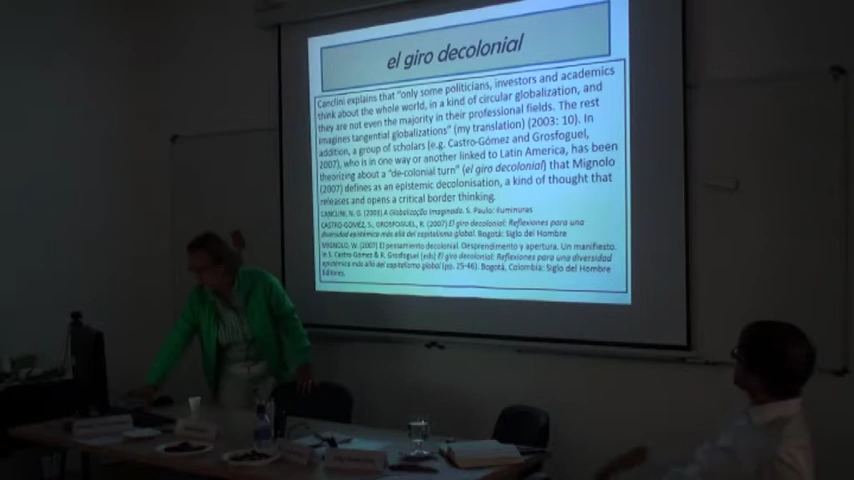 el giro decolonial
Canclini explains that "only some politicians, investors and academics
think about the whole world, in a kind of circular globalization, and
they are not even the majority in their professional fields. The rest
imagines tangential globalizations" (my translation) (2003: 10). In
addition, a group of scholars (e.g. Castro-Gómez and Grosfoguel,
2007), who is in one way or another linked to Latin America, has been
theorizing about a "de-colonial turn" (el giro decolonial) that Mignolo
(2007) defines as an epistemic decolonisation, a kind of thought that
releases and opens a critical border thinking.
CANCLINI, N. G. (2003) A Globalização Imaginada. S. Paulo: Iluminuras
CASTRO-GOMEZ, S., GROSFOGUEL, R. (2007) El giro decolonial: Reflexiones para una
diversidad epistémica más allá del capitalismo global. Bogotá: Siglo del Hombre
MIGNOLO, W. (2007) El pensamiento decolonial. Desprendimento y apertura. Un manifiesto.
In S. Castro-Gomes & R. Grosfoguel (eds) El giro decolonial: Reflexiones para una diversidad
epistémica más allá del capitalismo global (pp. 25-46). Bogotá, Colombia: Siglo del Hombre
Editores.